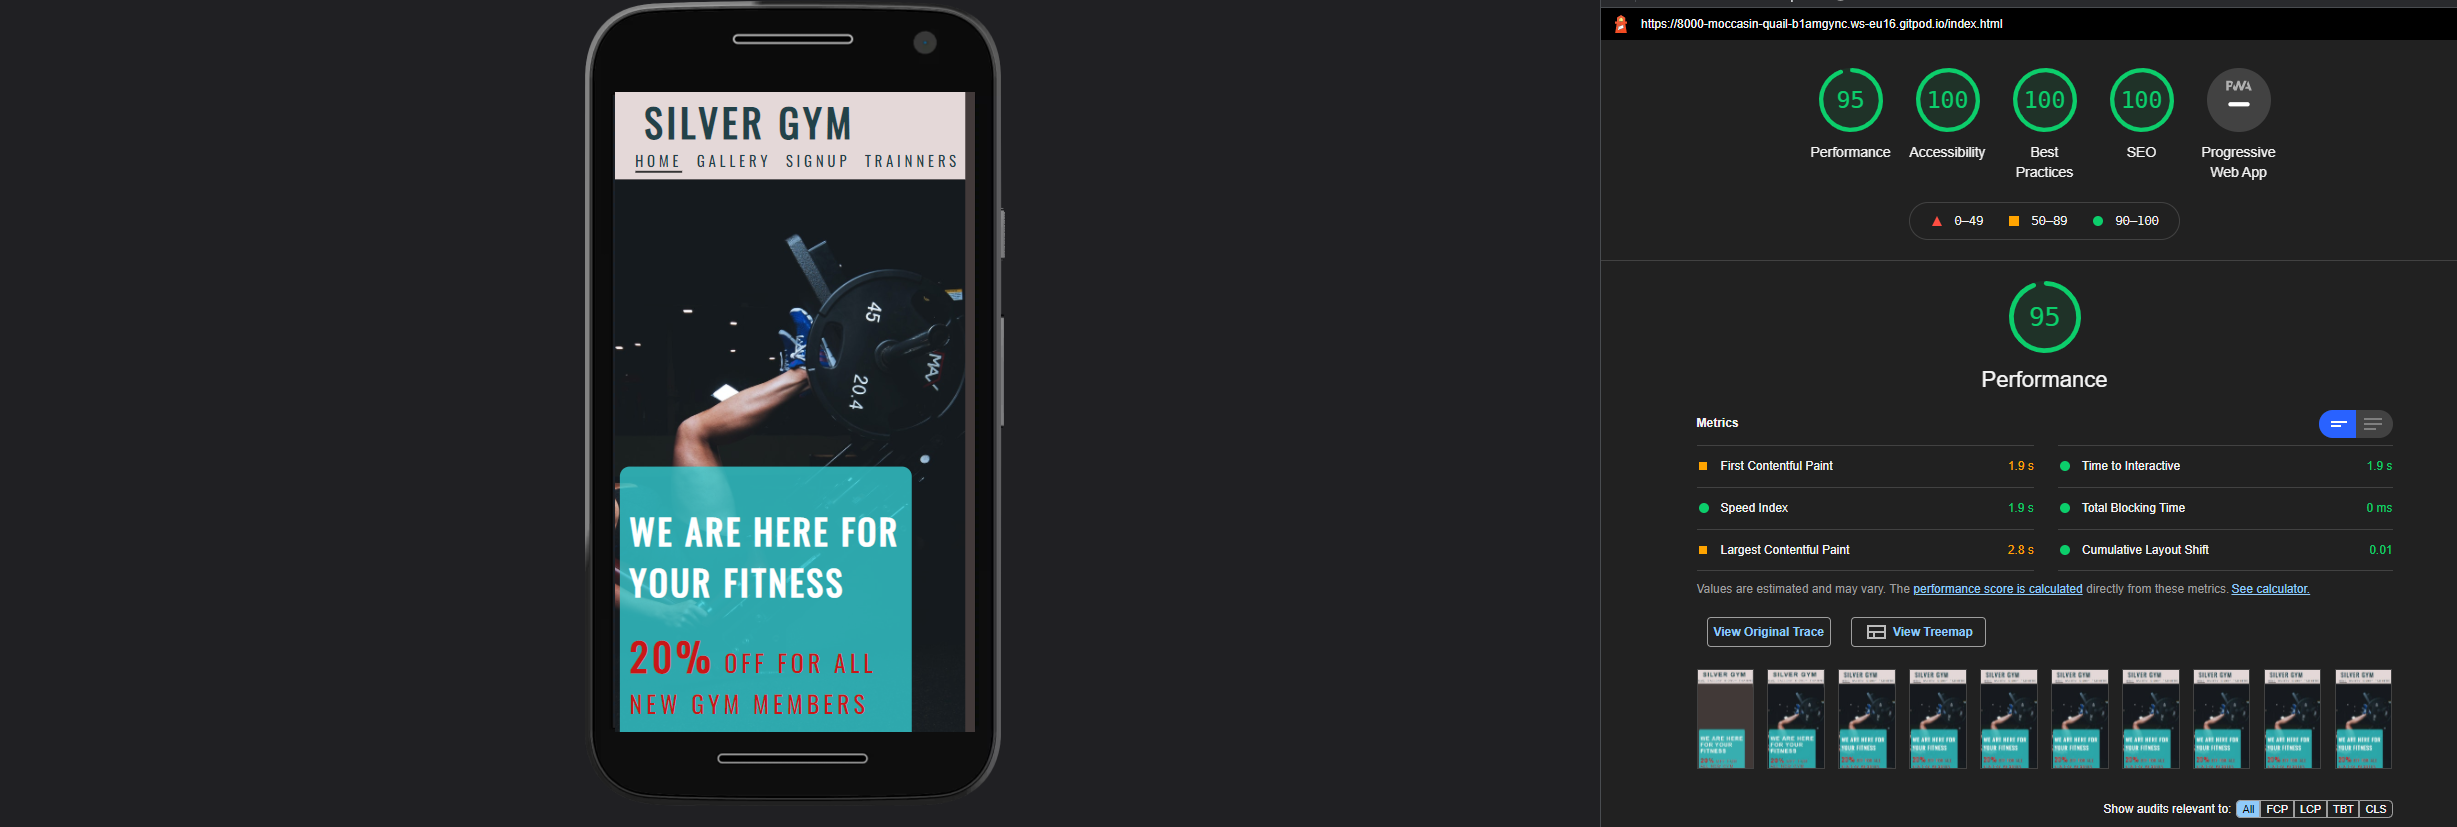 SILVER GYM
HOME GALLERY SIGNUP TRAINNERS
45
20.4
WE ARE HERE FOR
YOUR FITNESS
20% OFF FOR ALL
NEW GYM MEMBERS
https://8000-moccasin-quail-b1amgync.ws-eu16.gitpod.io/index.html
95 100 100 100 PWA
Performance Accessibility Best Practices SEO Progressive Web App
0–49 50–89 90–100
95
Performance
Metrics
First Contentful Paint 1.9 s Time to Interactive 1.9 s
Speed Index 1.9 s Total Blocking Time 0 ms
Largest Contentful Paint 2.8 s Cumulative Layout Shift 0.01
Values are estimated and may vary. The performance score is calculated directly from these metrics. See calculator.
View Original Trace View Treemap
Show audits relevant to: All FCP LCP TBT CLS